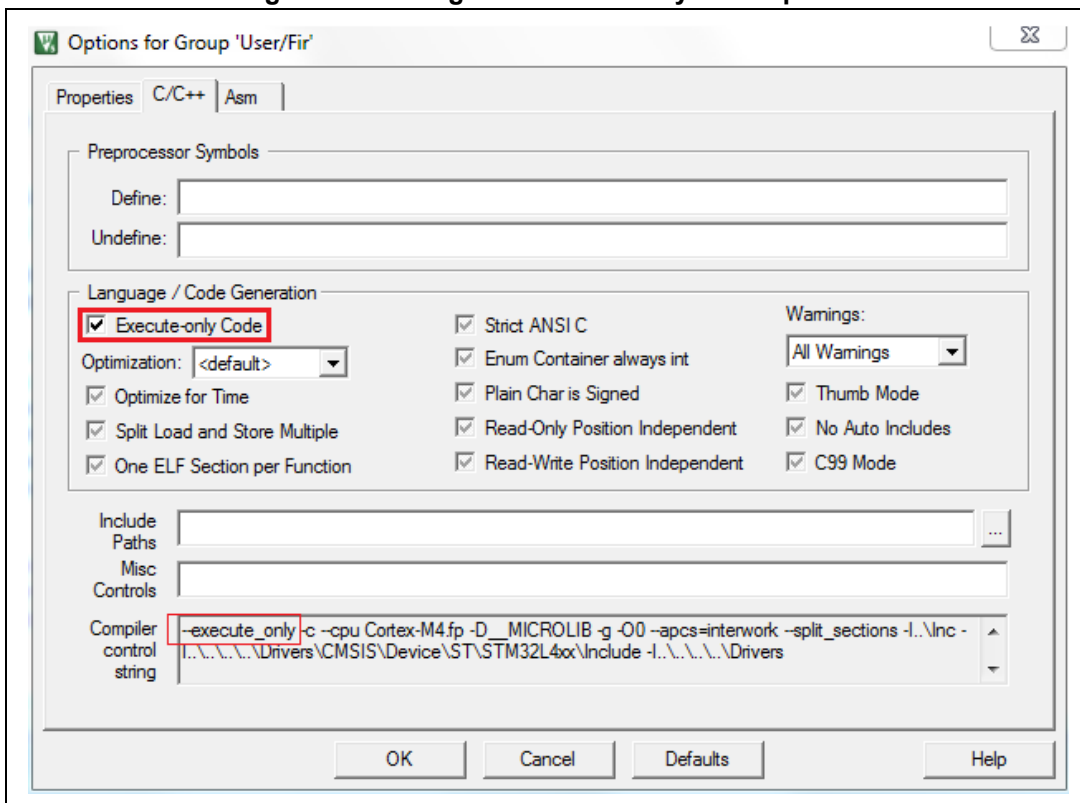 Options for Group 'User/Fir'
Properties C/C++ Asm
Preprocessor Symbols
Define:
Undefine:
Language / Code Generation
Execute-only Code
Strict ANSI C
Warnings:
Optimization: <default>
Enum Container always int
All Warnings
Optimize for Time
Plain Char is Signed
Thumb Mode
Split Load and Store Multiple
Read-Only Position Independent
No Auto Includes
One ELF Section per Function
Read-Write Position Independent
C99 Mode
Include
Paths
...
Misc
Controls
Compiler
control
string
--execute_only -c --cpu Cortex-M4.fp -D__MICROLIB -g -O0 --apcs=interwork --split_sections -I..\Inc -
I..\..\..\..\Drivers\CMSIS\Device\ST\STM32L4xx\Include -I..\..\..\..\Drivers
OK Cancel Defaults Help